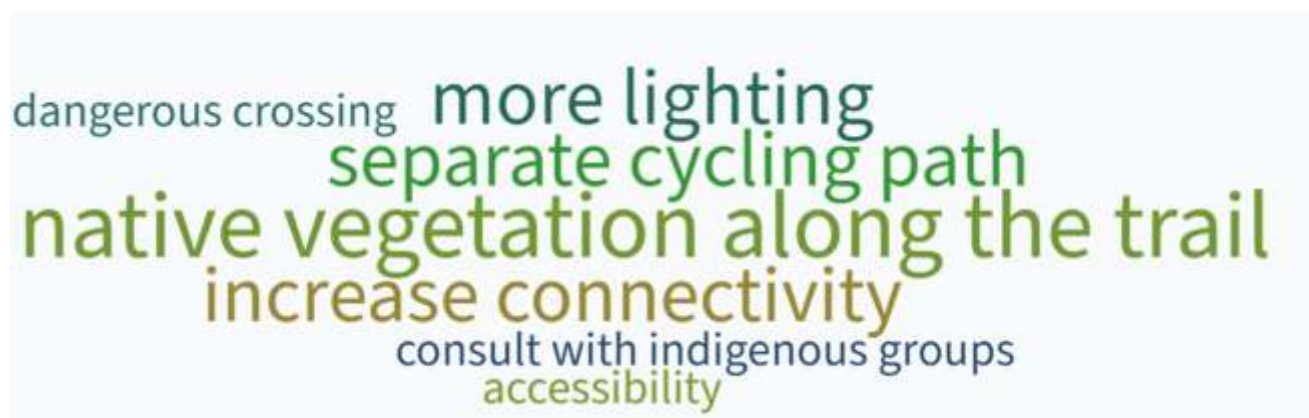 dangerous crossing
more lighting
separate cycling path
native vegetation along the trail
increase connectivity
consult with indigenous groups
accessibility